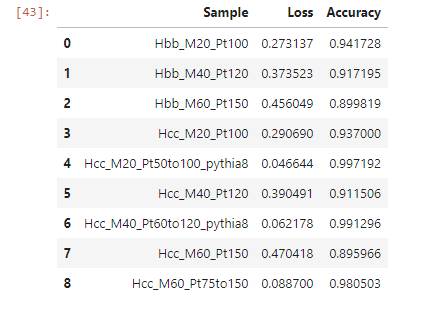 [43]: Sample Loss Accuracy
0 Hbb_M20_Pt100 0.273137 0.941728
1 Hbb_M40_Pt120 0.373523 0.917195
2 Hbb_M60_Pt150 0.456049 0.899819
3 Hcc_M20_Pt100 0.290690 0.937000
4 Hcc_M20_Pt50to100_pythia8 0.046644 0.997192
5 Hcc_M40_Pt120 0.390491 0.911506
6 Hcc_M40_Pt60to120_pythia8 0.062178 0.991296
7 Hcc_M60_Pt150 0.470418 0.895966
8 Hcc_M60_Pt75to150 0.088700 0.980503